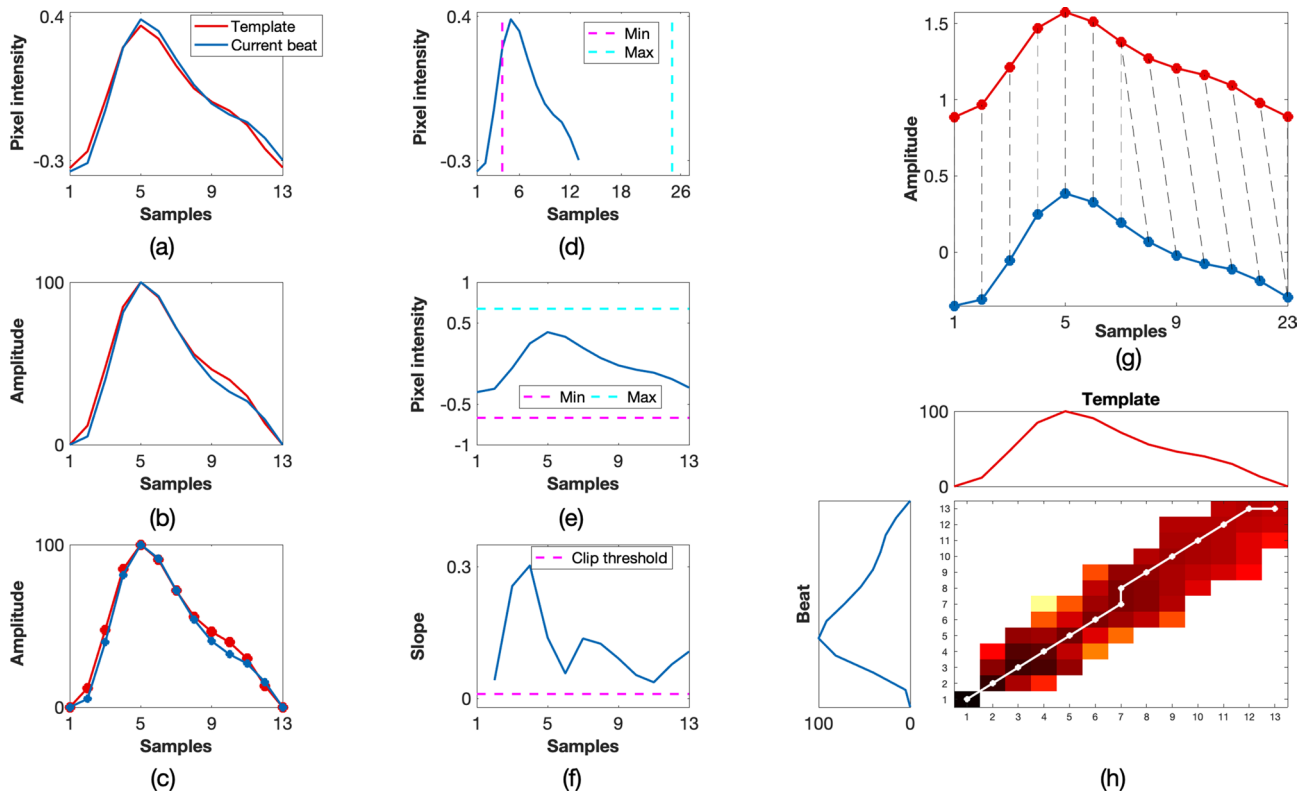 0.4
Pixel intensity
-0.3
Template
Current beat
1 5 9 13
Samples
(a)
0.4
Pixel intensity
-0.3
Min
Max
1 6 12 18 26
Samples
(d)
1.5
1
0.5
0
Amplitude
1 5 9 23
Samples
(g)
100
Amplitude
0
1 5 9 13
Samples
(b)
1
0.5
-0.5
-1
Pixel intensity
Min Max
1 5 9 13
Samples
(e)
100
Amplitude
0
1 5 9 13
Samples
(c)
0.3
Slope
0
Clip threshold
1 5 9 13
Samples
(f)
Template
100
0
Beat
100 0
13
12
11
10
9
8
7
6
5
4
3
2
1
1 2 3 4 5 6 7 8 9 10 11 12 13
(h)